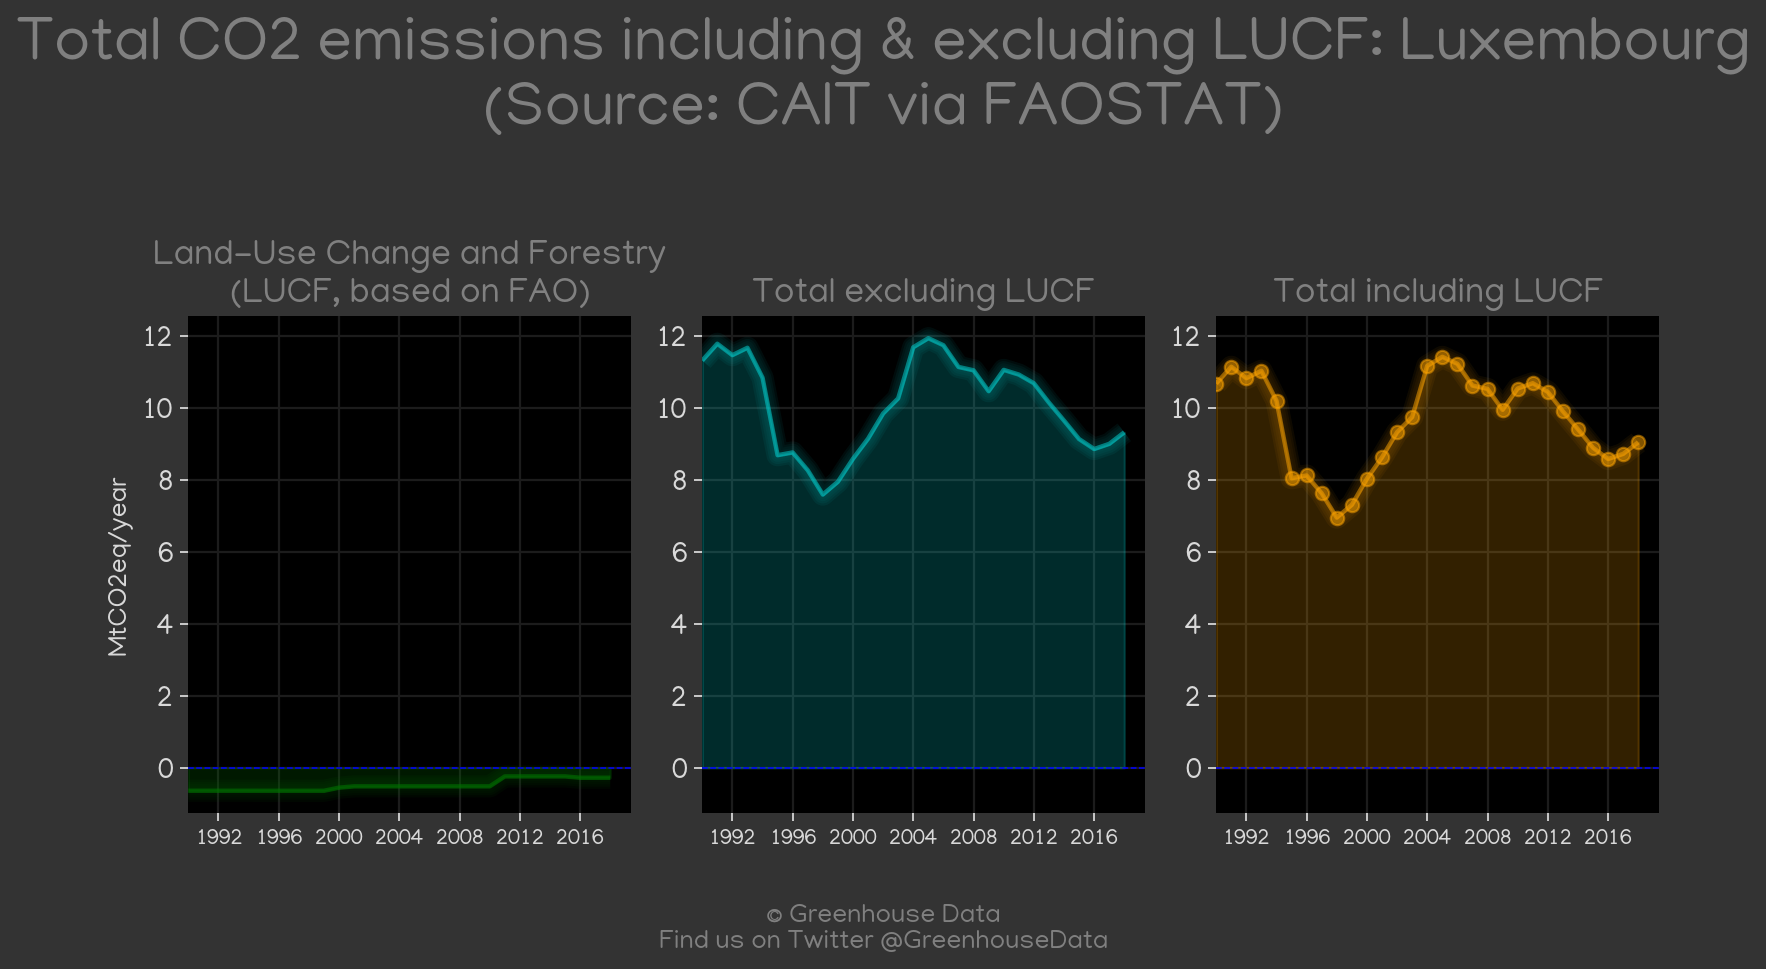 Total CO2 emissions including & excluding LUCF: Luxembourg
(Source: CAIT via FAOSTAT)
Land-Use Change and Forestry
(LUCF, based on FAO)
Total excluding LUCF
Total including LUCF
MtCO2eq/year
12
10
8
6
4
2
0
1992 1996 2000 2004 2008 2012 2016
12
10
8
6
4
2
0
1992 1996 2000 2004 2008 2012 2016
12
10
8
6
4
2
0
1992 1996 2000 2004 2008 2012 2016
© Greenhouse Data
Find us on Twitter @GreenhouseData